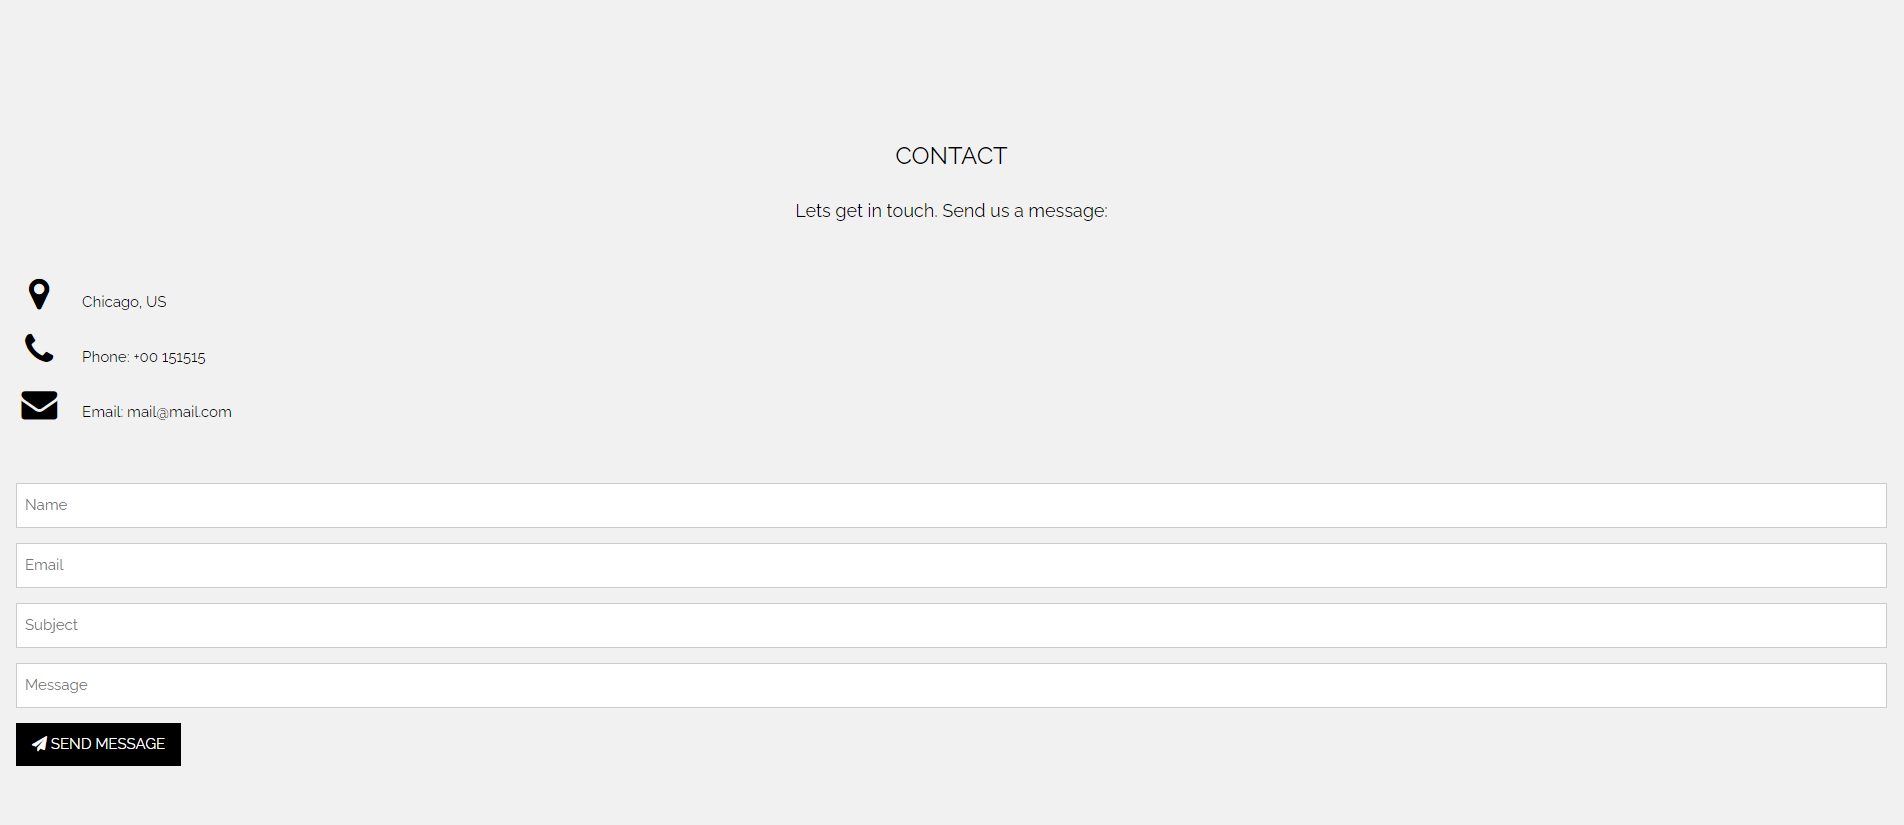 CONTACT
Lets get in touch. Send us a message:
Chicago, US
Phone: +00 151515
Email: mail@mail.com
Name
Email
Subject
Message
SEND MESSAGE